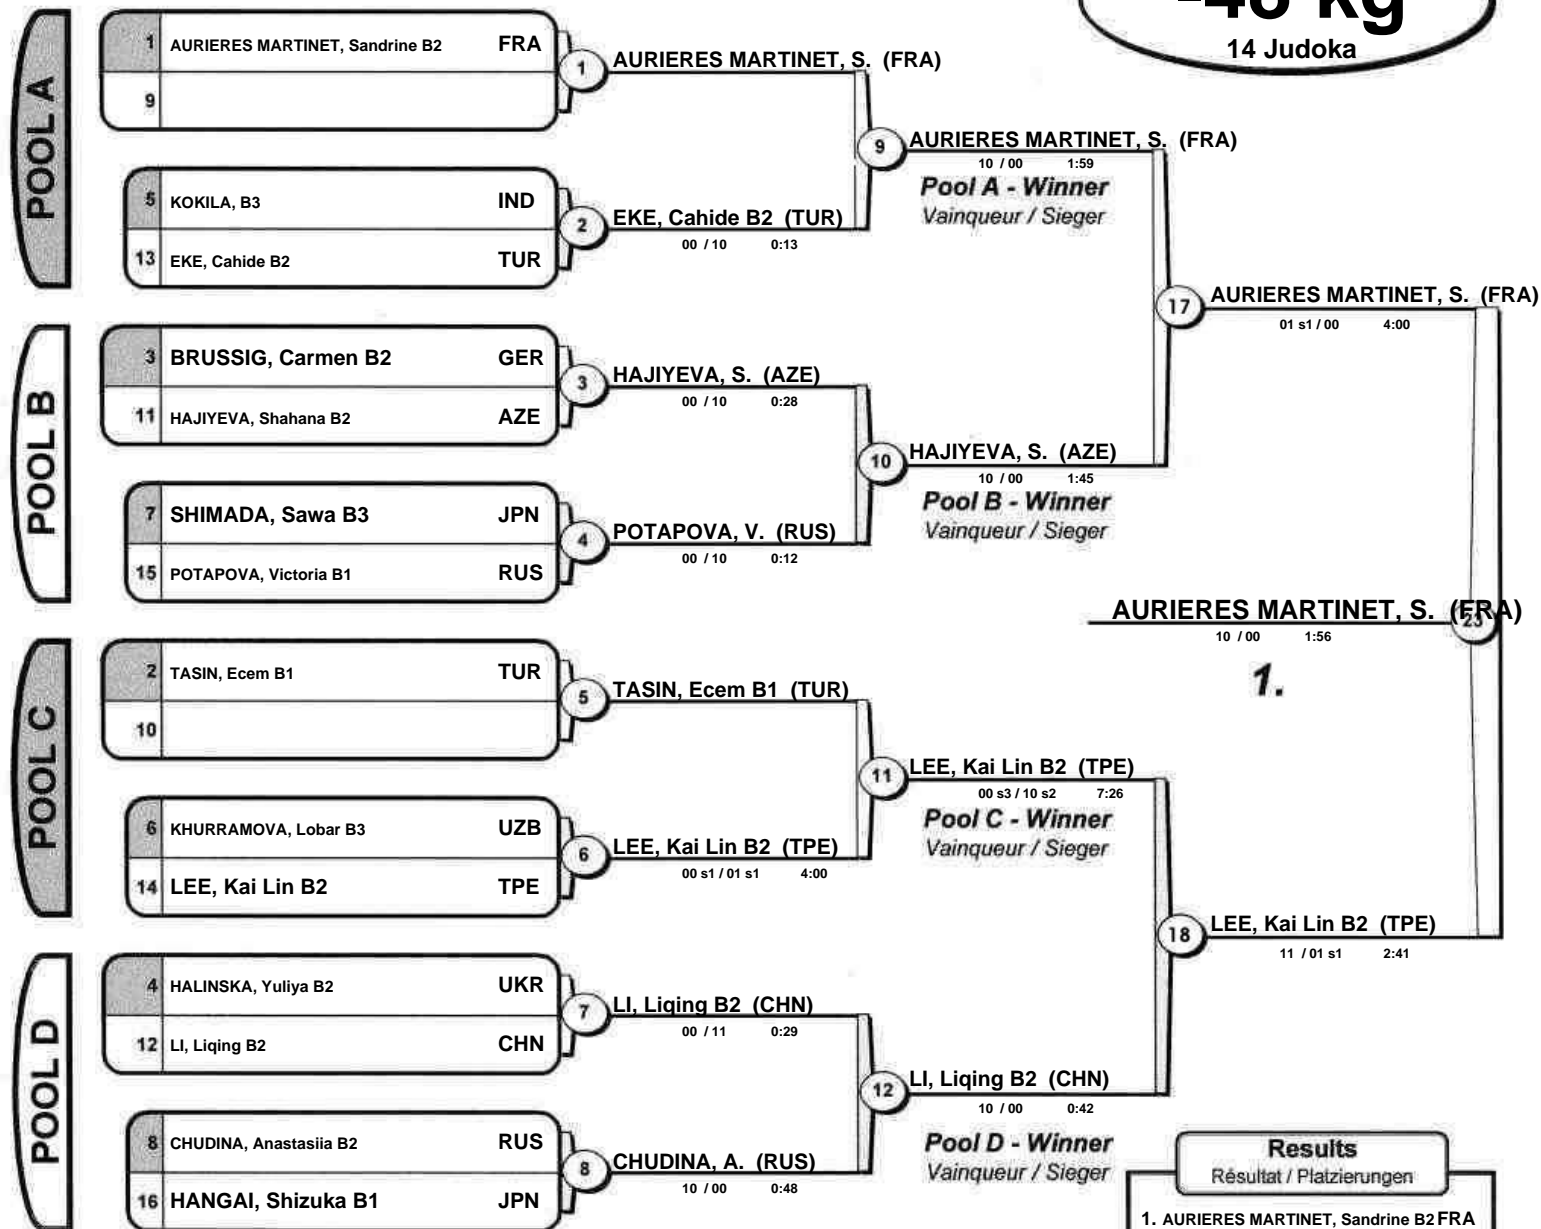 -48 kg
14 Judoka
POOL A
1 AURIERES MARTINET, Sandrine B2 FRA
9
1 AURIERES MARTINET, S. (FRA)
5 KOKILA, B3 IND
13 EKE, Cahide B2 TUR
2 EKE, Cahide B2 (TUR)
00 / 10 0:13
9 AURIERES MARTINET, S. (FRA)
10 / 00 1:59
Pool A - Winner
Vainqueur / Sieger
POOL B
3 BRUSSIG, Carmen B2 GER
11 HAJIYEVA, Shahana B2 AZE
3 HAJIYEVA, S. (AZE)
00 / 10 0:28
7 SHIMADA, Sawa B3 JPN
15 POTAPOVA, Victoria B1 RUS
4 POTAPOVA, V. (RUS)
00 / 10 0:12
10 HAJIYEVA, S. (AZE)
10 / 00 1:45
Pool B - Winner
Vainqueur / Sieger
17 AURIERES MARTINET, S. (FRA)
01 s1 / 00 4:00
AURIERES MARTINET, S. (FRA)
23
10 / 00 1:56
1.
POOL C
2 TASIN, Ecem B1 TUR
10
5 TASIN, Ecem B1 (TUR)
6 KHURRAMOVA, Lobar B3 UZB
14 LEE, Kai Lin B2 TPE
6 LEE, Kai Lin B2 (TPE)
00 s1 / 01 s1 4:00
11 LEE, Kai Lin B2 (TPE)
00 s3 / 10 s2 7:26
Pool C - Winner
Vainqueur / Sieger
POOL D
4 HALINSKA, Yuliya B2 UKR
12 LI, Liqing B2 CHN
7 LI, Liqing B2 (CHN)
00 / 11 0:29
8 CHUDINA, Anastasiia B2 RUS
16 HANGAI, Shizuka B1 JPN
8 CHUDINA, A. (RUS)
10 / 00 0:48
12 LI, Liqing B2 (CHN)
10 / 00 0:42
Pool D - Winner
Vainqueur / Sieger
18 LEE, Kai Lin B2 (TPE)
11 / 01 s1 2:41
Results
Résultat / Platzierungen
1. AURIERES MARTINET, Sandrine B2 FRA